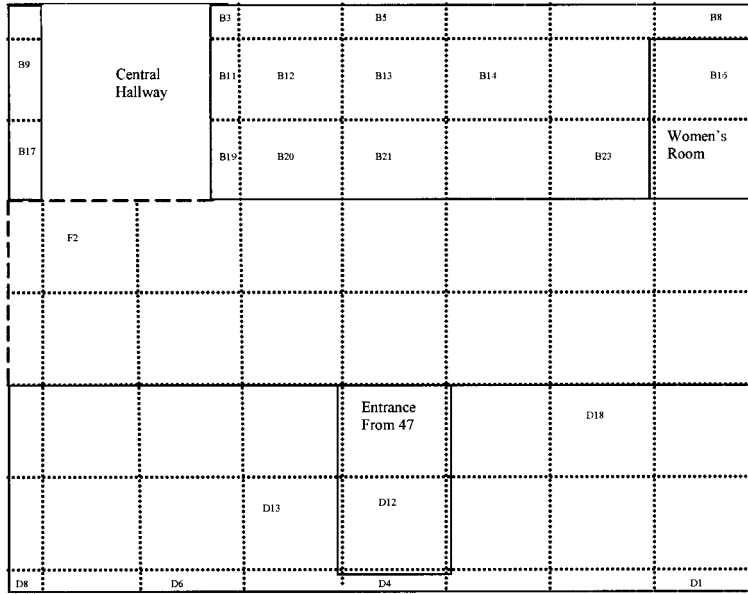 B3
B5
B8
B9
Central
Hallway
B11
B12
B13
B14
B16
B17
B19
B20
B21
B23
Women's
Room
F2
Entrance
From 47
D18
D13
D12
D8
D6
D4
D1